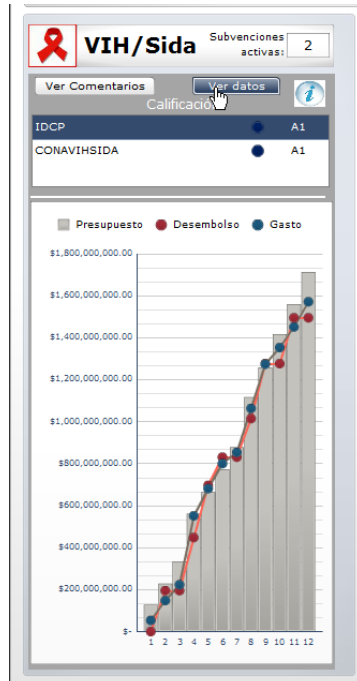 VIH/Sida
Subvenciones
activas: 2
Ver Comentarios
Ver datos
i
Calificació
IDCP A1
CONAVIHSIDA A1
Presupuesto Desembolso Gasto
$1,800,000,000.00
$1,600,000,000.00
$1,400,000,000.00
$1,200,000,000.00
$1,000,000,000.00
$800,000,000.00
$600,000,000.00
$400,000,000.00
$200,000,000.00
$-
1 2 3 4 5 6 7 8 9 10 11 12